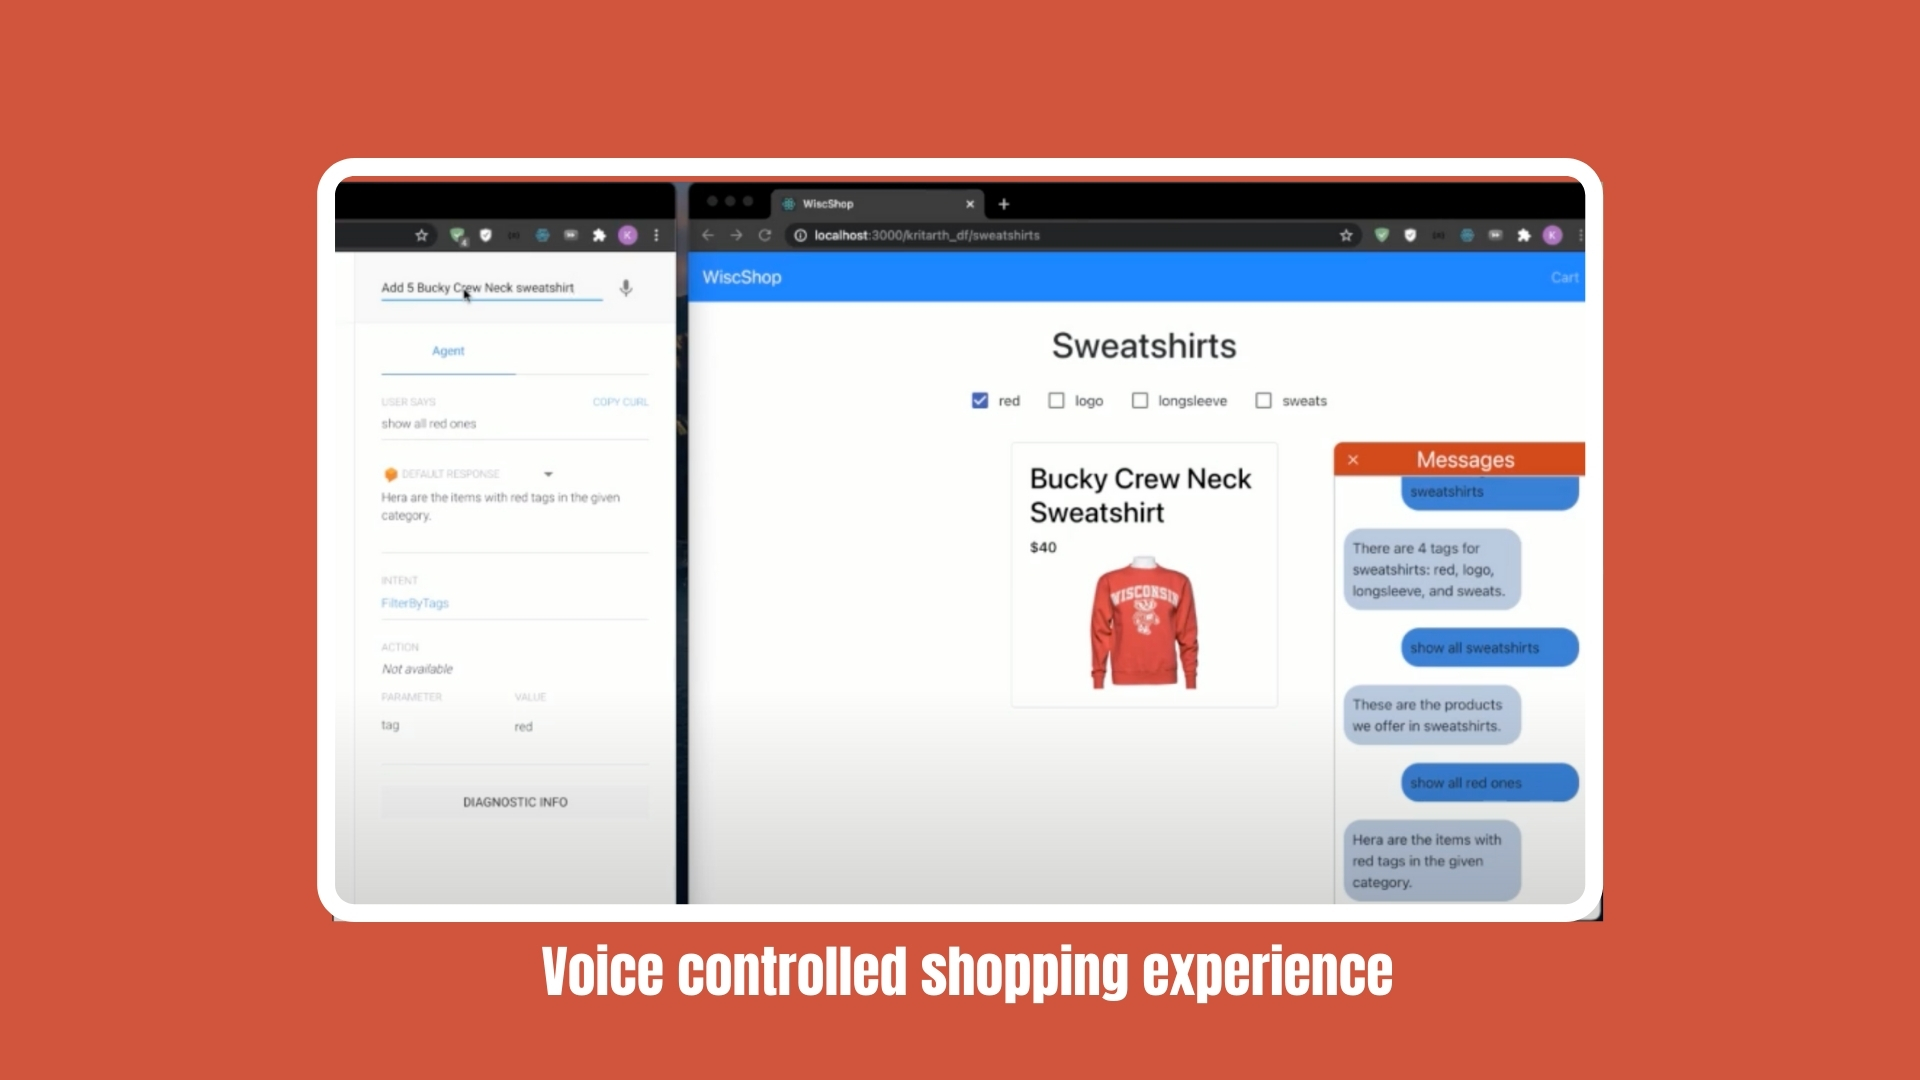 WiscShop
localhost:3000/kritarth_df/sweatshirts
Add 5 Bucky Crew Neck sweatshirt
Agent
USER SAYS
COPY CURL
show all red ones
DEFAULT RESPONSE
Hera are the items with red tags in the given
category.
INTENT
FilterByTags
ACTION
Not available
PARAMETER
VALUE
tag
red
DIAGNOSTIC INFO
WiscShop
Cart
Sweatshirts
red
logo
longsleeve
sweats
Bucky Crew Neck
Sweatshirt
$40
WISCONSIN
Messages
sweatshirts
There are 4 tags for
sweatshirts: red, logo,
longsleeve, and sweats.
show all sweatshirts
These are the products
we offer in sweatshirts.
show all red ones
Hera are the items with
red tags in the given
category.
Voice controlled shopping experience